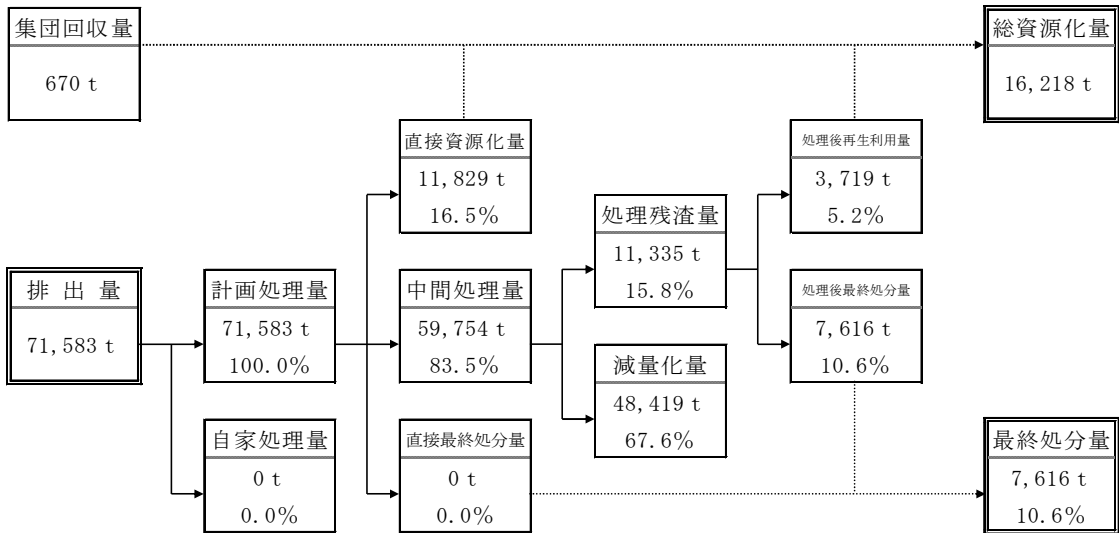 集団回収量
670 t
総資源化量
16,218 t
直接資源化量
11,829 t
16.5%
処理後再生利用量
3,719 t
5.2%
処理残渣量
11,335 t
15.8%
排出量
71,583 t
計画処理量
71,583 t
100.0%
中間処理量
59,754 t
83.5%
処理後最終処分量
7,616 t
10.6%
減量化量
48,419 t
67.6%
自家処理量
0 t
0.0%
直接最終処分量
0 t
0.0%
最終処分量
7,616 t
10.6%